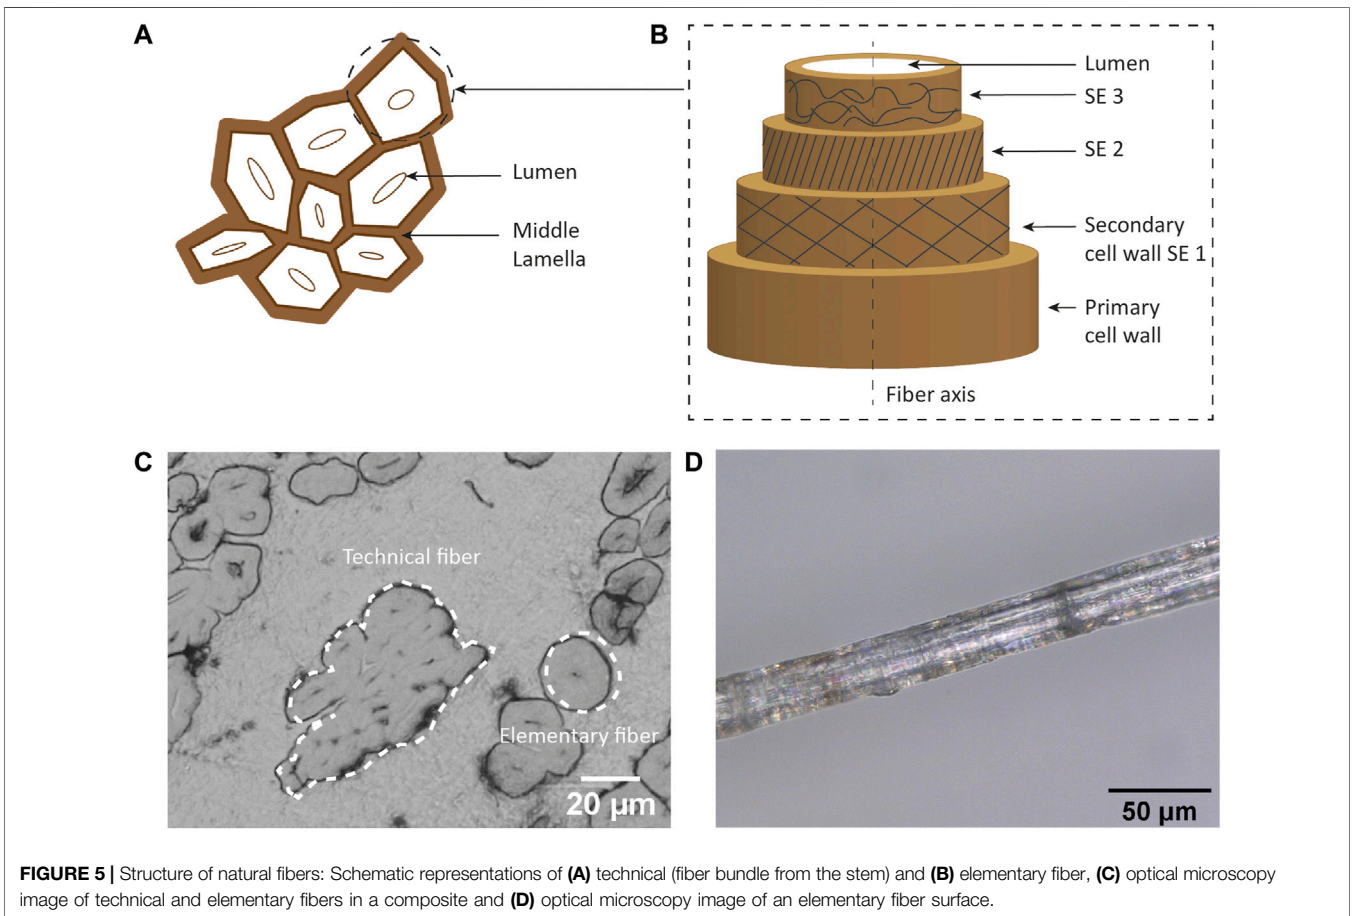 A
Lumen
Middle
Lamella
B
Lumen
SE 3
SE 2
Secondary
cell wall SE 1
Primary
cell wall
Fiber axis
C
Technical fiber
Elementary fiber
20 µm
D
50 µm
FIGURE 5 | Structure of natural fibers: Schematic representations of (A) technical (fiber bundle from the stem) and (B) elementary fiber, (C) optical microscopy
image of technical and elementary fibers in a composite and (D) optical microscopy image of an elementary fiber surface.